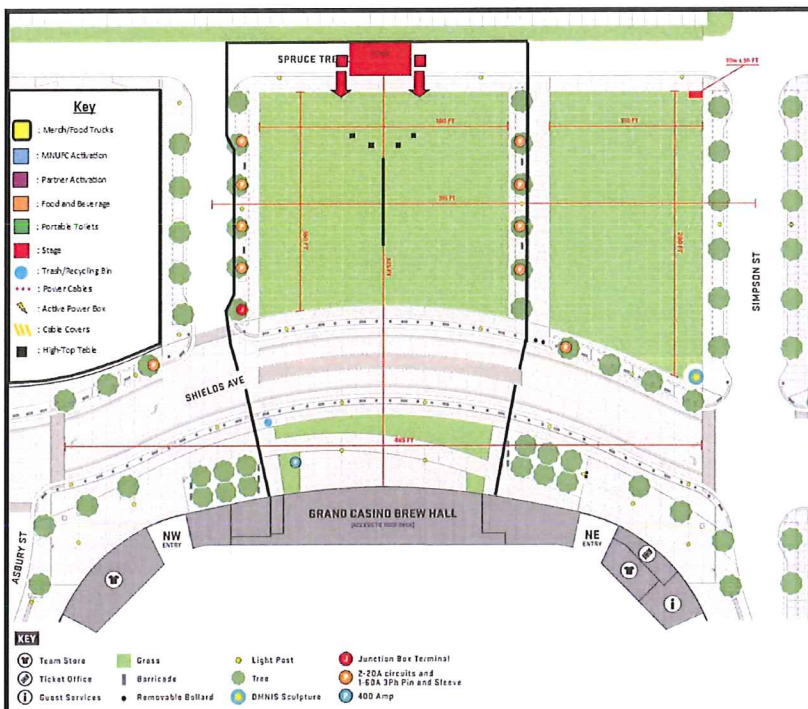 SPRUCE TRE
STAGE
Key
: Merch/Food Trucks
: MNUFC Activation
: Partner Activation
: Food and Beverage
: Portable Toilets
: Stage
: Trash/Recycling Bin
: Power Cables
: Active Power Box
: Cable Covers
: High-Top Table
SIMPSON ST
SHIELDS AVE
ASBURY ST
465 FT
GRAND CASINO BREW HALL
NW
ENTRY
NE
ENTRY
KEY
Team Store
Ticket Office
Guest Services
Grass
Barricade
Removable Bollard
Light Post
Tree
OMNIS Sculpture
J
Junction Box Terminal
P
2-20A circuits and
1-60A 3Ph Pin and Sleeve
P
400 Amp